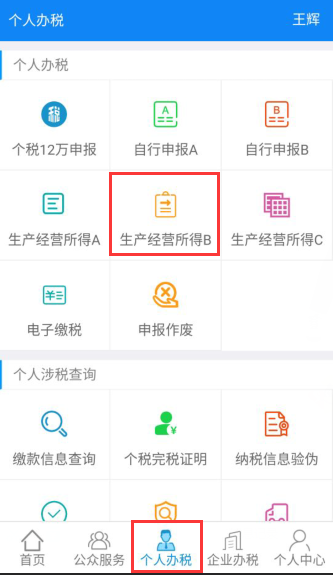 个人办税 王辉
个人办税
个税12万申报 自行申报A 自行申报B
生产经营所得A 生产经营所得B 生产经营所得C
电子缴税 申报作废
个人涉税查询
缴款信息查询 个税完税证明 纳税信息验伪
首页 公众服务 个人办税 企业办税 个人中心